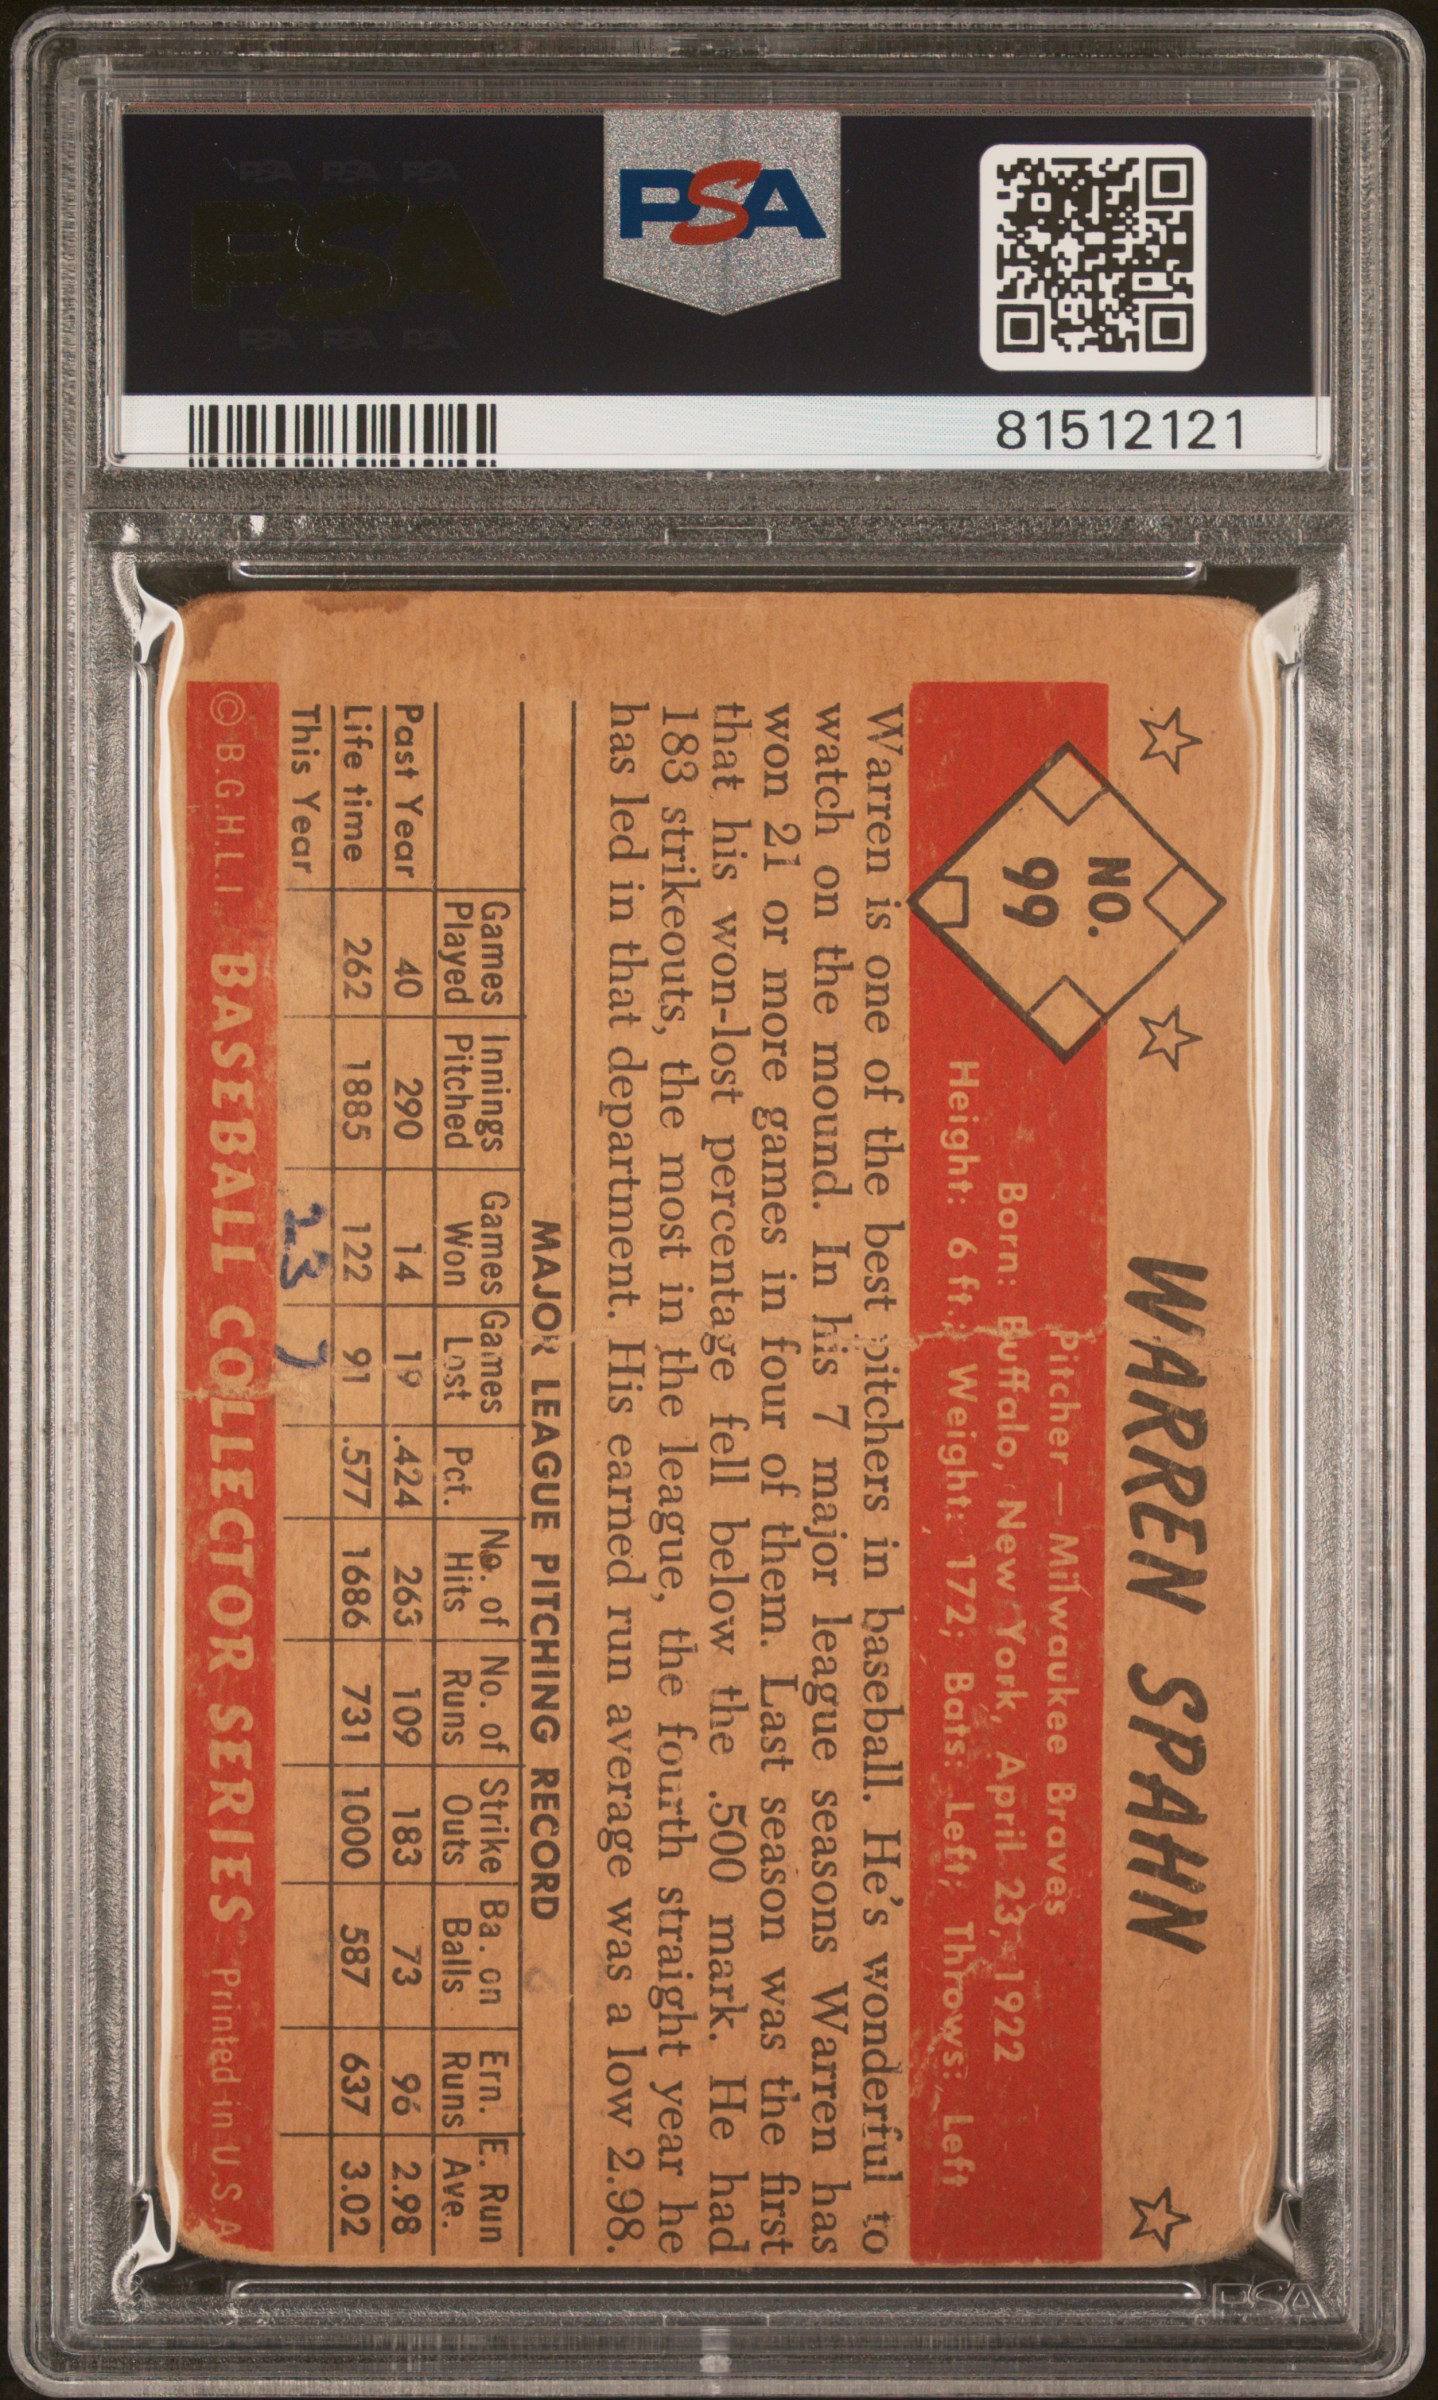 PSA PSA PSA
PSA
PSA PSA PSA
PSA
81512121
WARREN SPAHN
NO.
99
Pitcher — Milwaukee Braves
Born: Buffalo, New York, April 23, 1922
Height: 6 ft.; Weight: 172; Bats: Left; Throws: Left
Warren is one of the best pitchers in baseball. He's wonderful to
watch on the mound. In his 7 major league seasons Warren has
won 21 or more games in four of them. Last season was the first
that his won-lost percentage fell below the .500 mark. He had
183 strikeouts, the most in the league, the fourth straight year he
has led in that department. His earned run average was a low 2.98.
MAJOR LEAGUE PITCHING RECORD
Games Innings Games Games No. of No. of Strike Ba. on Ern. E. Run
Played Pitched Won Lost Pct. Hits Runs Outs Balls Runs Ave.
Past Year 40 290 14 19 .424 263 109 183 73 96 2.98
Life time 262 1885 122 91 .577 1686 731 1000 587 637 3.02
This Year 23 7
© B.G.H.L.I. BASEBALL COLLECTOR SERIES Printed in U.S.A
PSA